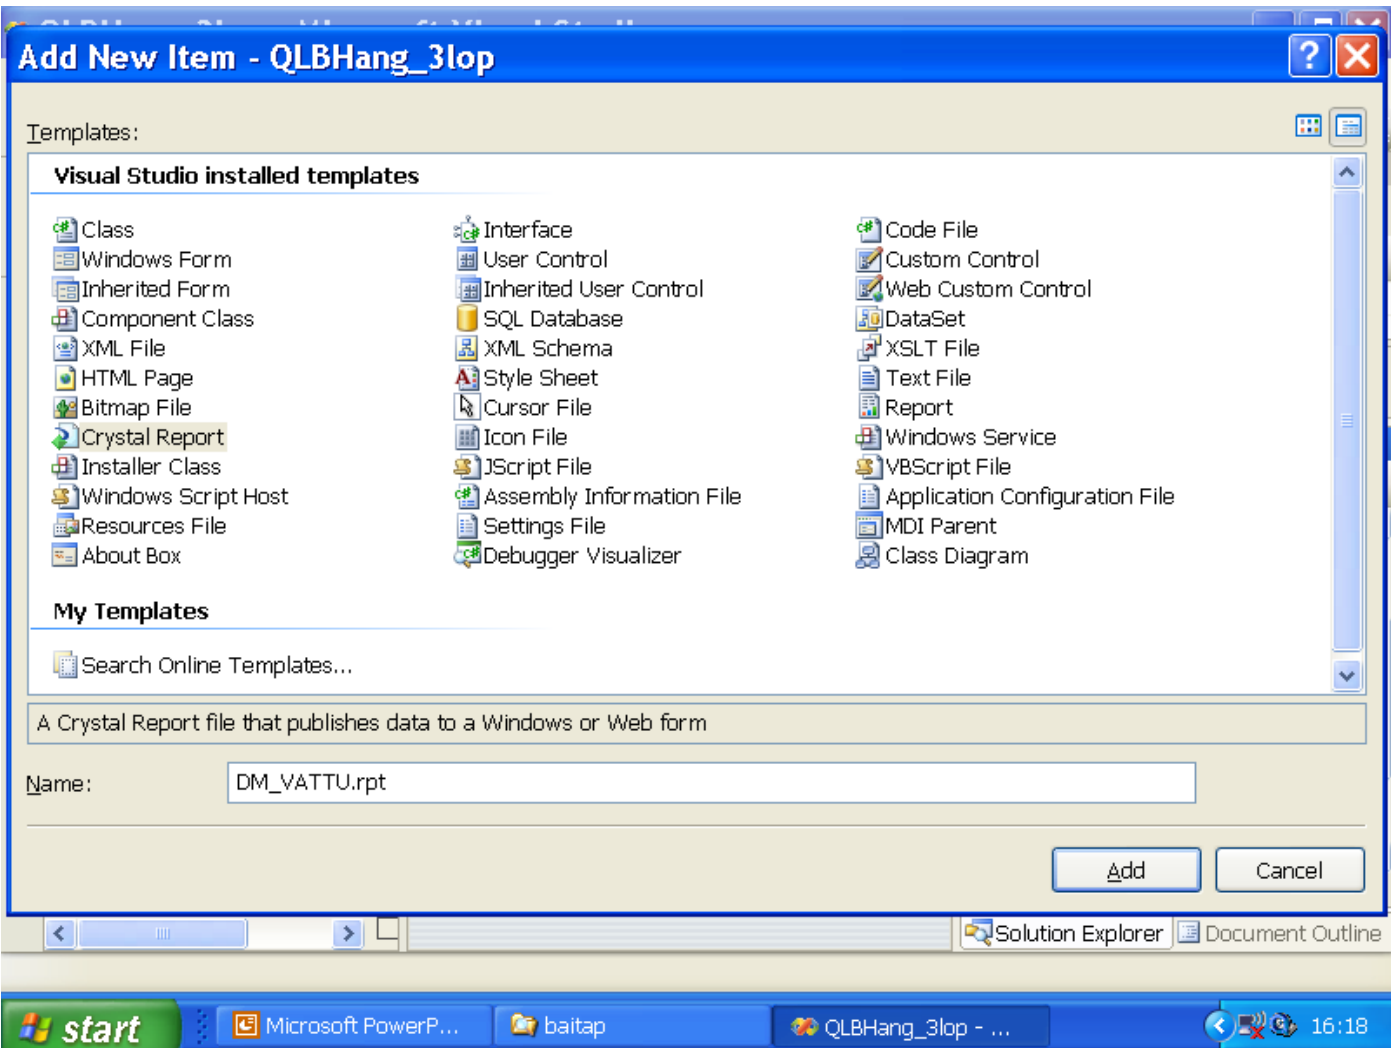 Add New Item - QLBHang_3lop
Templates:
Visual Studio installed templates
Class Interface Code File
Windows Form User Control Custom Control
Inherited Form Inherited User Control Web Custom Control
Component Class SQL Database DataSet
XML File XML Schema XSLT File
HTML Page Style Sheet Text File
Bitmap File Cursor File Report
Crystal Report Icon File Windows Service
Installer Class JScript File VBScript File
Windows Script Host Assembly Information File Application Configuration File
Resources File Settings File MDI Parent
About Box Debugger Visualizer Class Diagram
My Templates
Search Online Templates...
A Crystal Report file that publishes data to a Windows or Web form
Name: DM_VATTU.rpt
Add Cancel
Solution Explorer Document Outline
start Microsoft PowerP... baitap QLBHang_3lop - ... 16:18